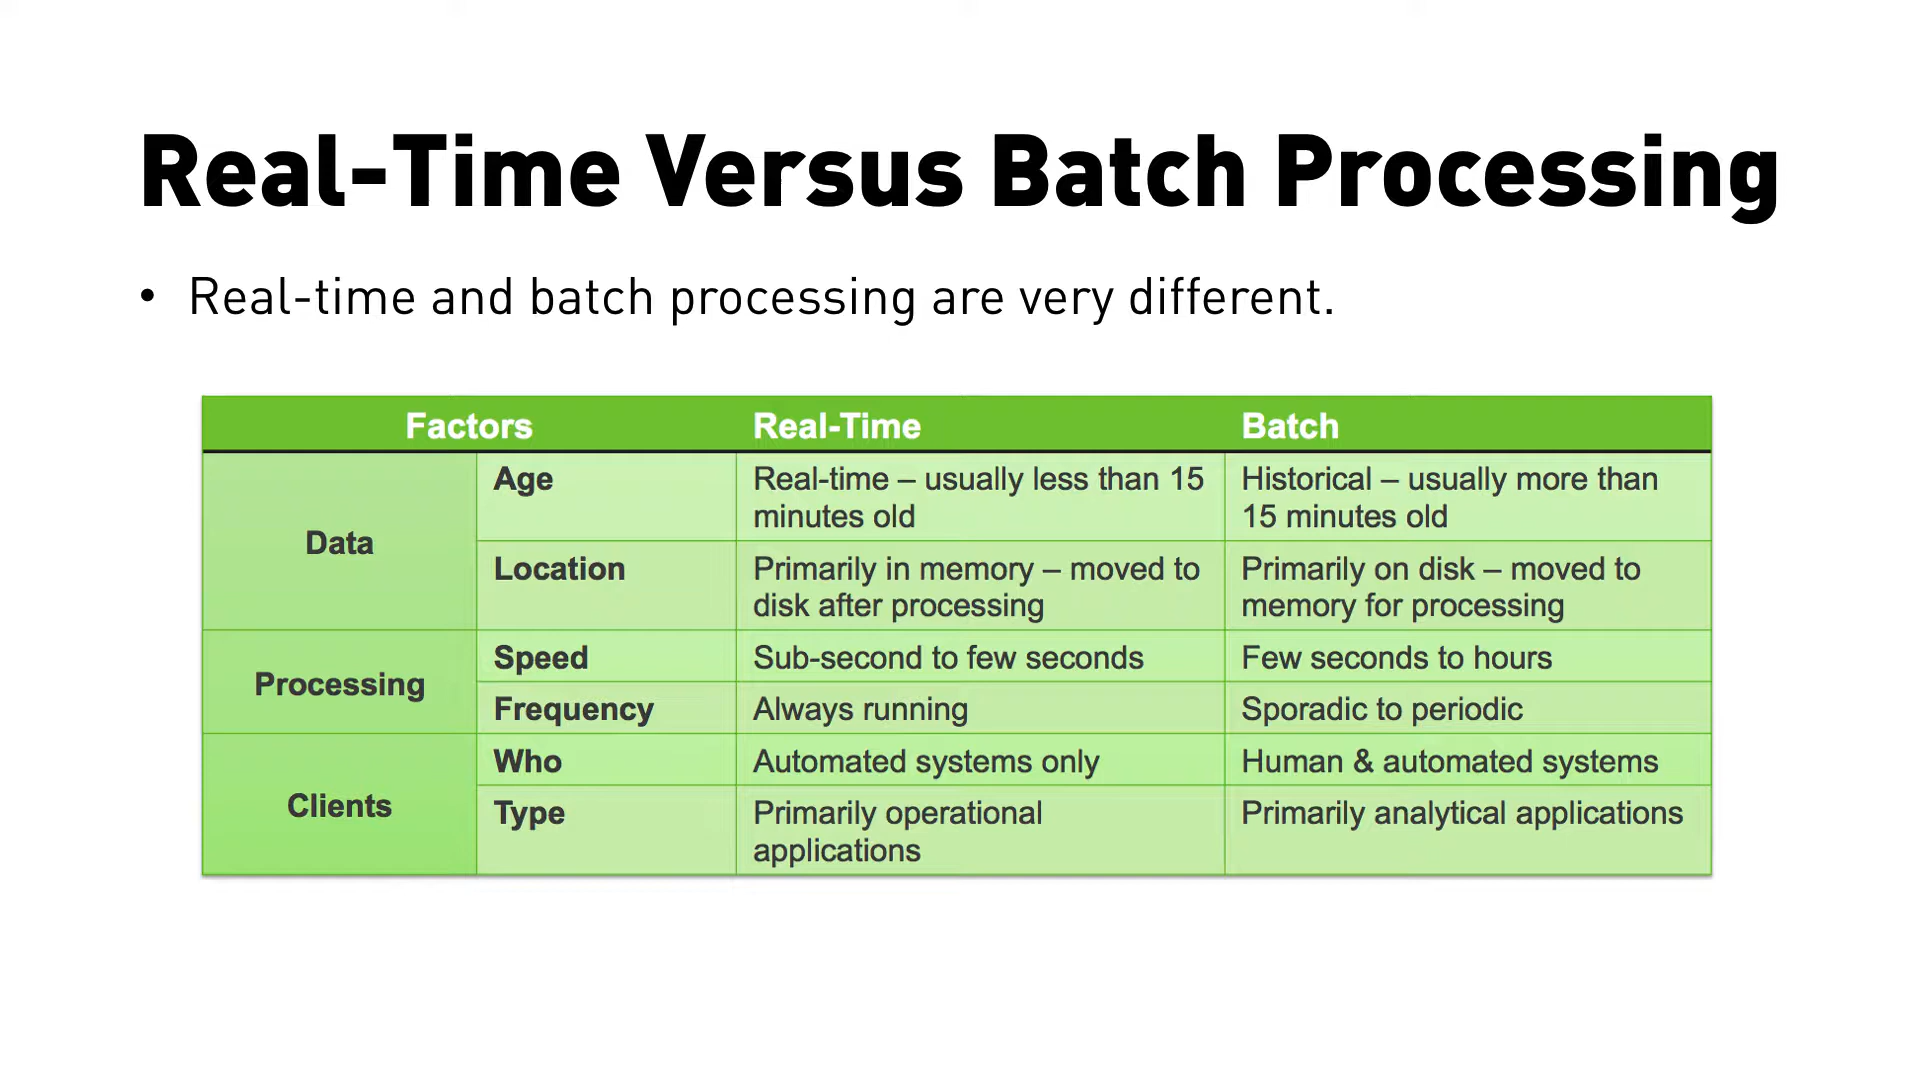 Real-Time Versus Batch Processing
• Real-time and batch processing are very different.
Factors Real-Time Batch
Data
Age Real-time – usually less than 15 Historical – usually more than
minutes old 15 minutes old
Location Primarily in memory – moved to Primarily on disk – moved to
disk after processing memory for processing
Processing
Speed Sub-second to few seconds Few seconds to hours
Frequency Always running Sporadic to periodic
Clients
Who Automated systems only Human & automated systems
Type Primarily operational Primarily analytical applications
applications